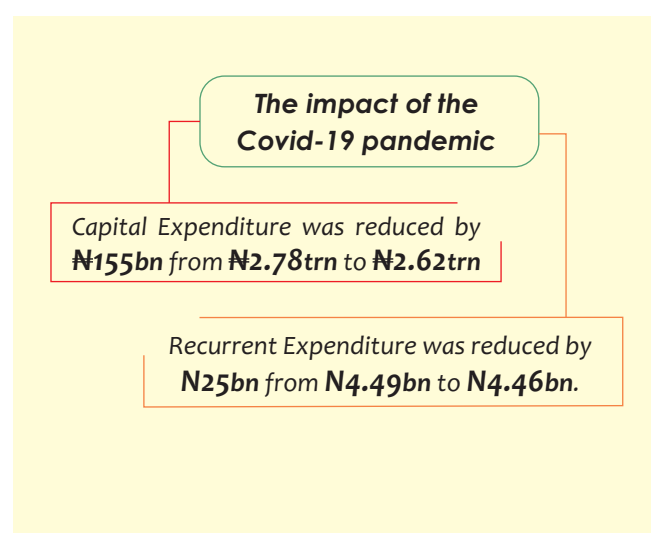 The impact of the
Covid-19 pandemic
Capital Expenditure was reduced by
₦155bn from ₦2.78trn to ₦2.62trn
Recurrent Expenditure was reduced by
N25bn from N4.49bn to N4.46bn.